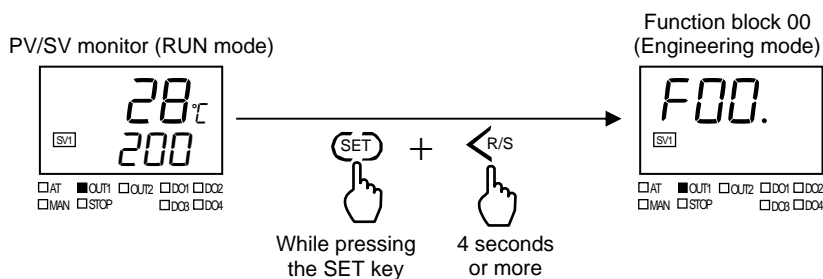 Function block 00
PV/SV monitor (RUN mode)
(Engineering mode)
28℃
SV1
200
AT OUT1 OUT2 DO1 DO2
MAN STOP DO3 DO4
SET + R/S
While pressing
the SET key
4 seconds
or more
F00.
SV1
AT OUT1 OUT2 DO1 DO2
MAN STOP DO3 DO4